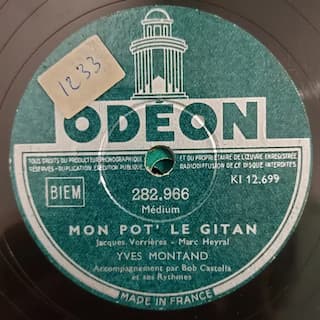 1233
ODÉON
TOUS DROITS DU PRODUCTEUR PHONOGRAPHIQUE ET DU PROPRIÉTAIRE DE L'ŒUVRE ENREGISTRÉE
RÉSERVÉS - DUPLICATION, EXÉCUTION PUBLIQUE, RADIODIFFUSION DE CE DISQUE INTERDITES.
BIEM
KI 12.699
282.966
Médium
MON POT' LE GITAN
Jacques Verrières - Marc Heyral
YVES MONTAND
Accompagnement par Bob Castella
et ses Rythmes
MADE IN FRANCE